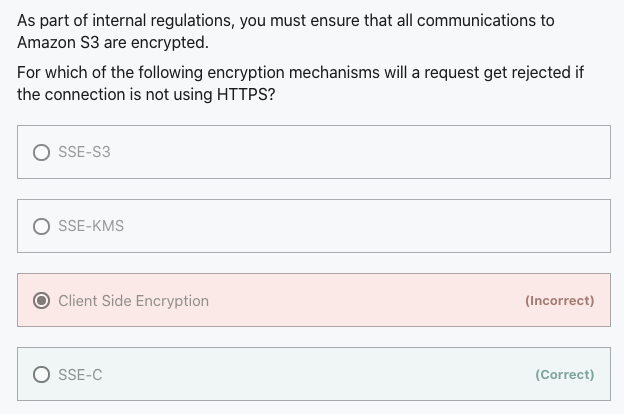 As part of internal regulations, you must ensure that all communications to
Amazon S3 are encrypted.
For which of the following encryption mechanisms will a request get rejected if
the connection is not using HTTPS?
SSE-S3
SSE-KMS
Client Side Encryption (Incorrect)
SSE-C (Correct)